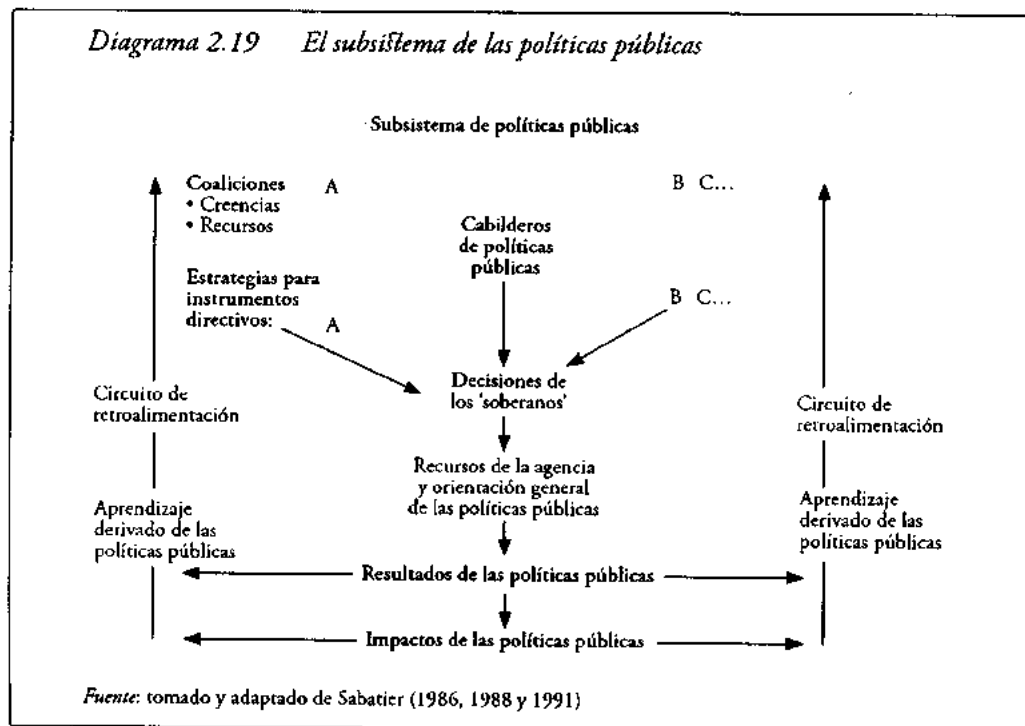 Diagrama 2.19 El subsistema de las políticas públicas
Subsistema de políticas públicas
Coaliciones A
• Creencias
• Recursos
B C...
Cabilderos
de políticas
públicas
Estrategias para
instrumentos
directivos: A
B C...
Decisiones de
los 'soberanos'
Circuito de
retroalimentación
Circuito de
retroalimentación
Recursos de la agencia
y orientación general
de las políticas públicas
Aprendizaje
derivado de las
políticas públicas
Aprendizaje
derivado de las
políticas públicas
Resultados de las políticas públicas
Impactos de las políticas públicas
Fuente: tomado y adaptado de Sabatier (1986, 1988 y 1991)